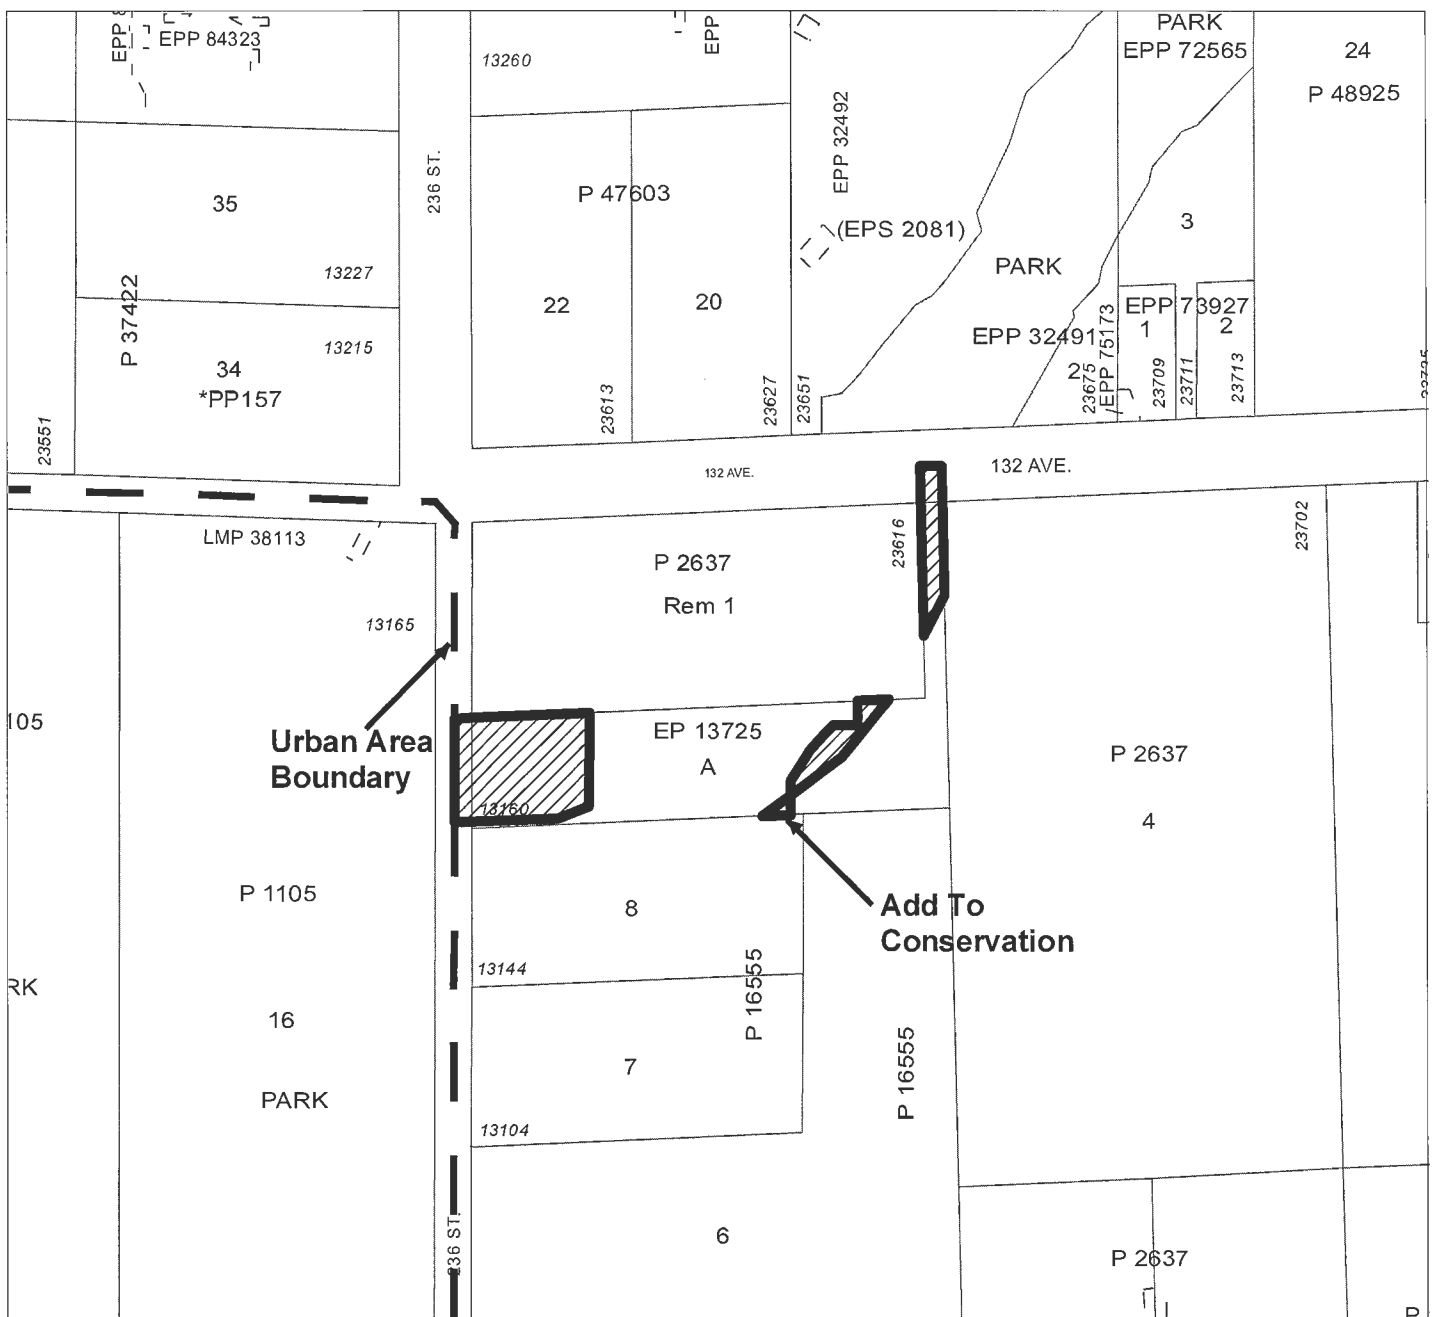 EPP 84323
EPP
13260
EPP
PARK
EPP 72565
24
P 48925
236 ST.
EPP 32492
35
P 47603
(EPS 2081)
3
13227
PARK
P 37422
22
20
EPP 73927
1
2
34
*PP157
13215
EPP 32491
2
EPP 75173
23675
23709
23711
23713
23551
23613
23627
23651
132 AVE.
132 AVE.
LMP 38113
23616
23702
P 2637
Rem 1
13165
105
Urban Area
Boundary
EP 13725
A
13160
P 2637
4
P 1105
8
Add To
Conservation
13144
P 16555
RK
16
7
P 16555
PARK
13104
236 ST.
6
P 2637